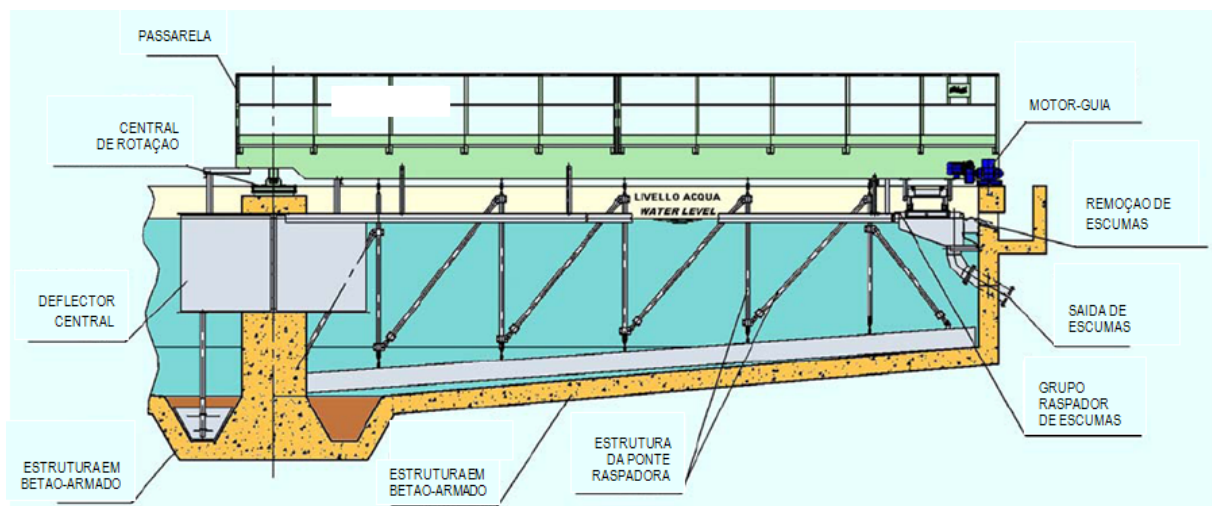 PASSARELA
CENTRAL
DE ROTAÇAO
MOTOR-GUIA
LIVELLO ACQUA
WATER LEVEL
REMOÇAO DE
ESCUMAS
DEFLECTOR
CENTRAL
SAIDA DE
ESCUMAS
GRUPO
RASPADOR
DE ESCUMAS
ESTRUTURA EM
BETAO-ARMADO
ESTRUTURA EM
BETAO-ARMADO
ESTRUTURA
DA PONTE
RASPADORA